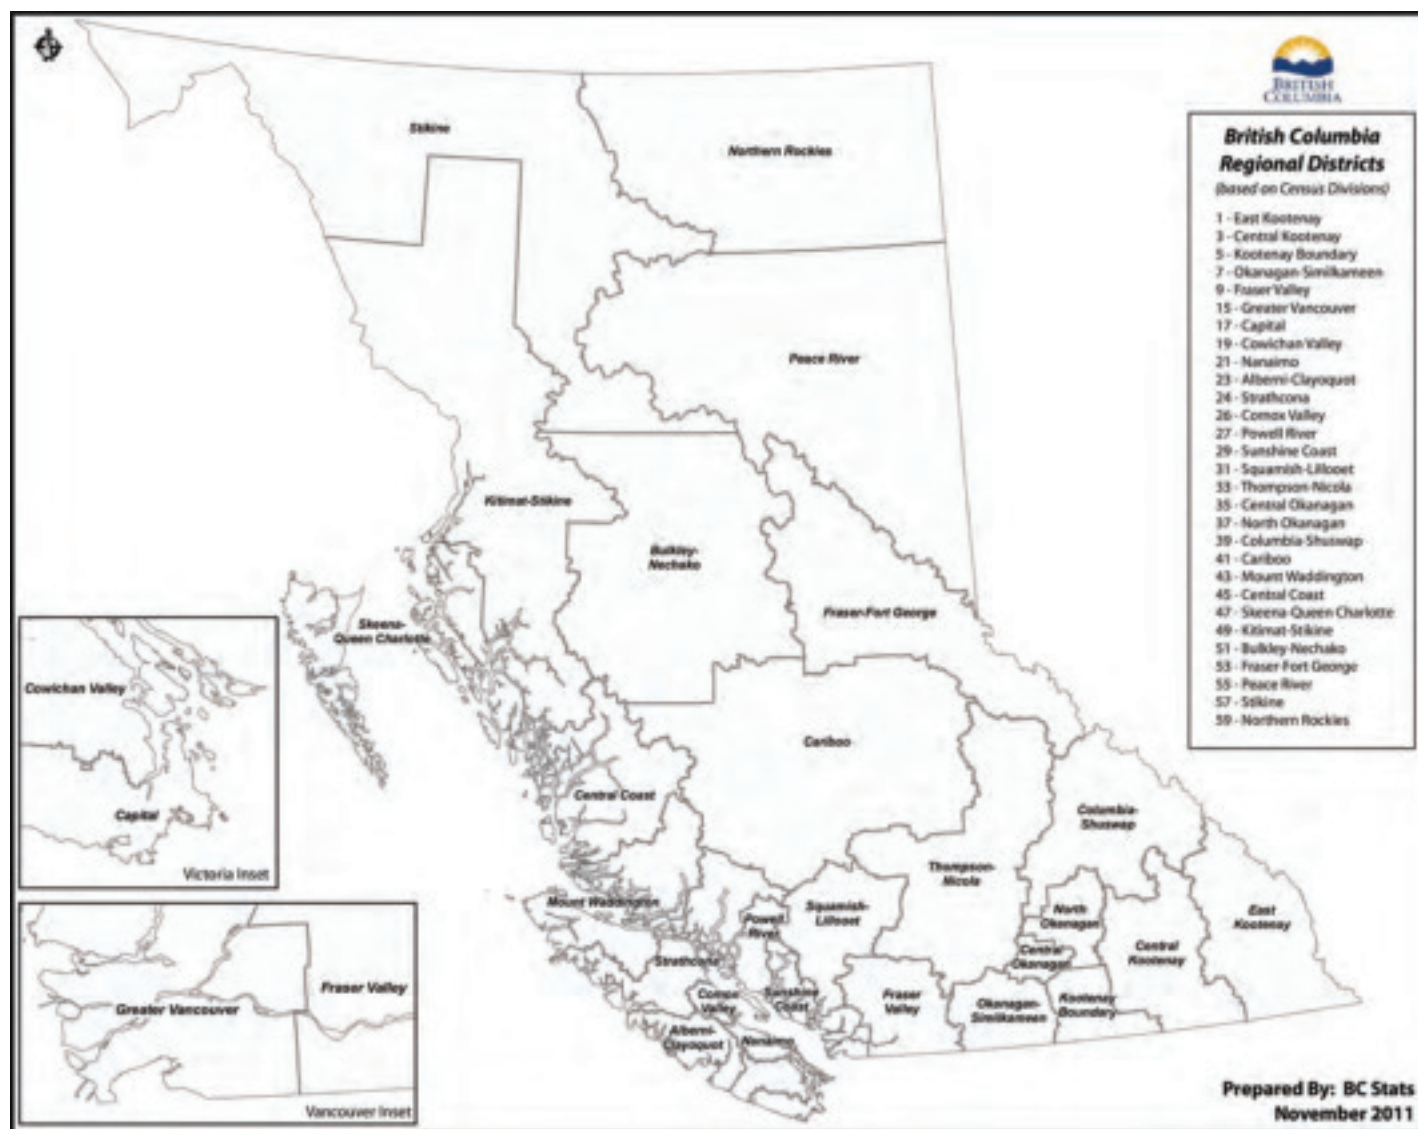 BRITISH
COLUMBIA
British Columbia
Regional Districts
(based on Census Divisions)
1 - East Kootenay
3 - Central Kootenay
5 - Kootenay Boundary
7 - Okanagan-Similkameen
9 - Fraser Valley
15 - Greater Vancouver
17 - Capital
19 - Cowichan Valley
21 - Nanaimo
23 - Alberni-Clayoquot
24 - Strathcona
26 - Comox Valley
27 - Powell River
29 - Sunshine Coast
31 - Squamish-Lillooet
33 - Thompson-Nicola
35 - Central Okanagan
37 - North Okanagan
39 - Columbia-Shuswap
41 - Cariboo
43 - Mount Waddington
45 - Central Coast
47 - Skeena-Queen Charlotte
49 - Kitimat-Stikine
51 - Bulkley-Nechako
53 - Fraser-Fort George
55 - Peace River
57 - Stikine
59 - Northern Rockies
Stikine
Northern Rockies
Peace River
Kitimat-Stikine
Bulkley-
Nechako
Fraser-Fort George
Skeena-
Queen Charlotte
Cariboo
Central Coast
Columbia-
Shuswap
Thompson-
Nicola
Mount Waddington
Squamish-
Lillooet
Powell
River
North
Okanagan
East
Kootenay
Central
Kootenay
Central
Okanagan
Strathcona
Comox
Valley
Sunshine
Coast
Fraser
Valley
Okanagan-
Similkameen
Kootenay
Boundary
Alberni-
Clayoquot
Nanaimo
Cowichan Valley
Capital
Victoria Inset
Fraser Valley
Greater Vancouver
Vancouver Inset
Prepared By: BC Stats
November 2011